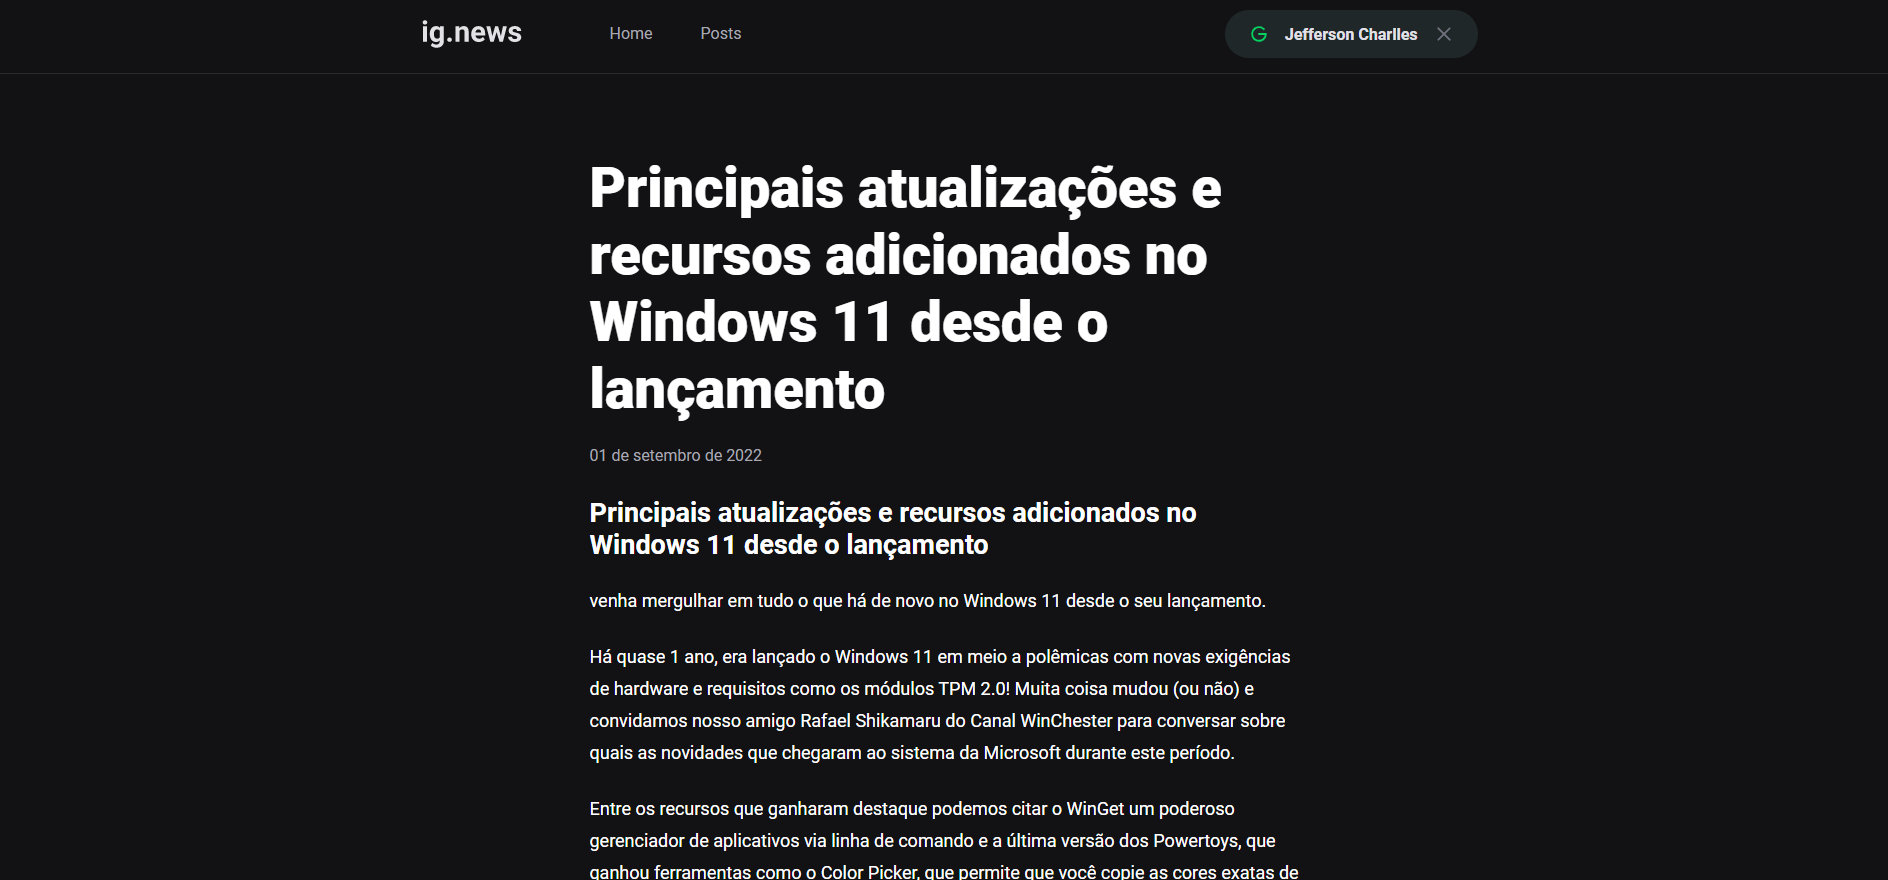 ig.news
Home
Posts
Jefferson Charlles
Principais atualizações e
recursos adicionados no
Windows 11 desde o
lançamento
01 de setembro de 2022
Principais atualizações e recursos adicionados no
Windows 11 desde o lançamento
venha mergulhar em tudo o que há de novo no Windows 11 desde o seu lançamento.
Há quase 1 ano, era lançado o Windows 11 em meio a polêmicas com novas exigências
de hardware e requisitos como os módulos TPM 2.0! Muita coisa mudou (ou não) e
convidamos nosso amigo Rafael Shikamaru do Canal WinChester para conversar sobre
quais as novidades que chegaram ao sistema da Microsoft durante este período.
Entre os recursos que ganharam destaque podemos citar o WinGet um poderoso
gerenciador de aplicativos via linha de comando e a última versão dos Powertoys, que
ganhou ferramentas como o Color Picker, que permite que você copie as cores exatas de